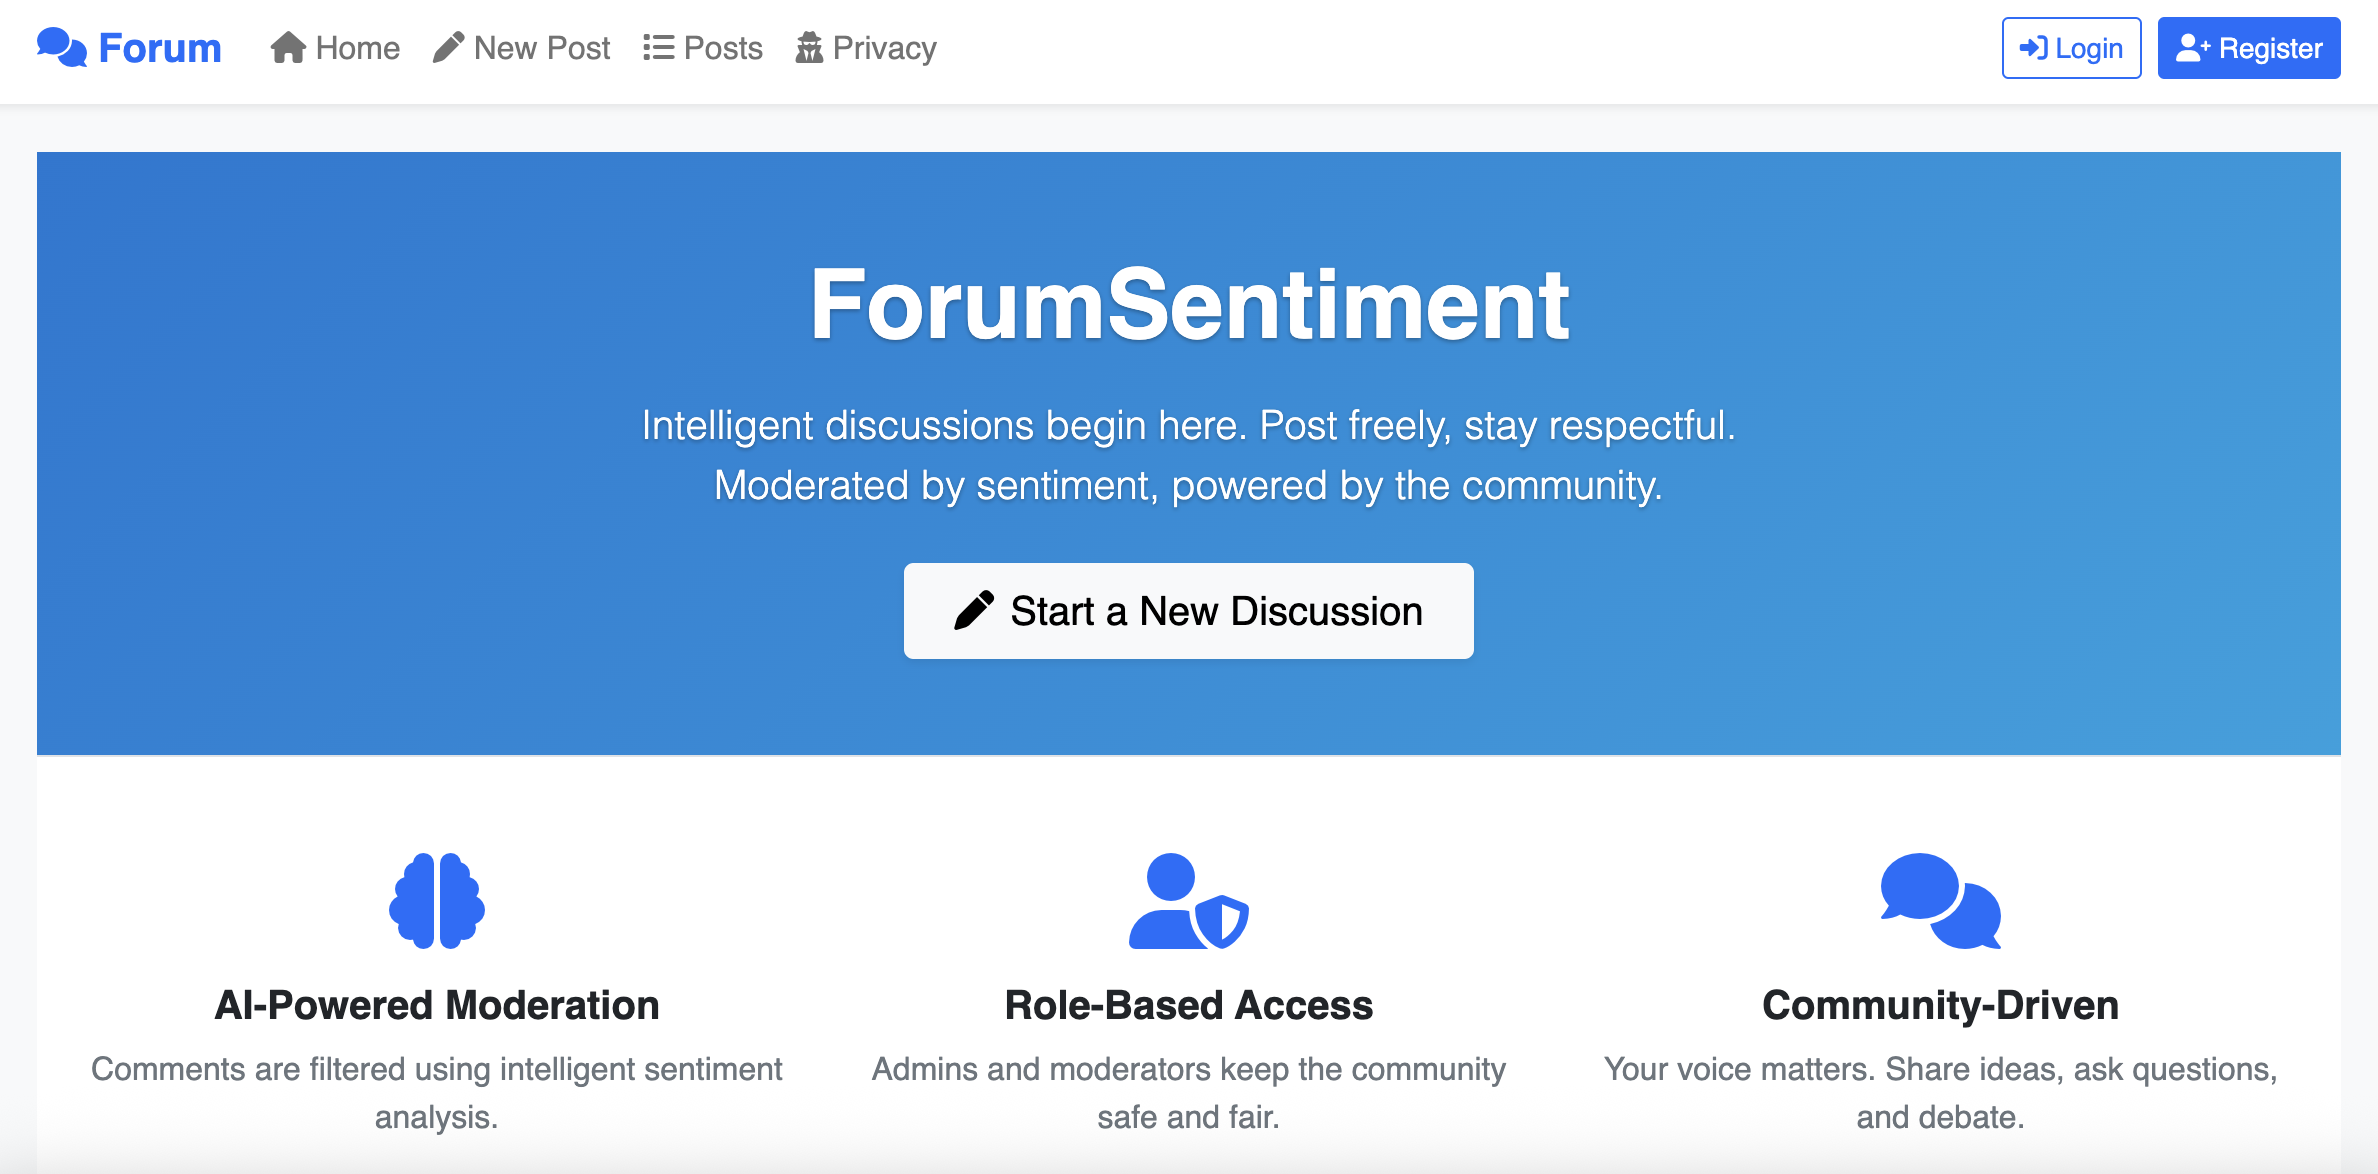 Forum Home New Post Posts Privacy Login Register
ForumSentiment
Intelligent discussions begin here. Post freely, stay respectful.
Moderated by sentiment, powered by the community.
Start a New Discussion
AI-Powered Moderation
Comments are filtered using intelligent sentiment
analysis.
Role-Based Access
Admins and moderators keep the community
safe and fair.
Community-Driven
Your voice matters. Share ideas, ask questions,
and debate.